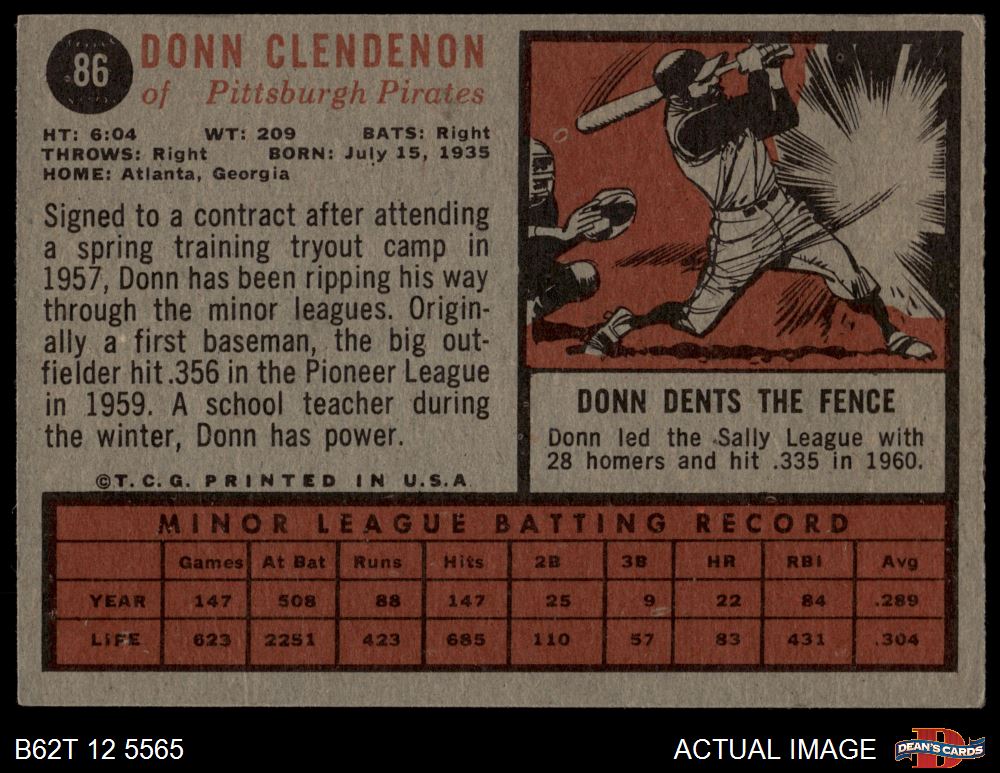 86
DONN CLENDENON
of Pittsburgh Pirates
HT: 6:04 WT: 209 BATS: Right
THROWS: Right BORN: July 15, 1935
HOME: Atlanta, Georgia
Signed to a contract after attending
a spring training tryout camp in
1957, Donn has been ripping his way
through the minor leagues. Origin-
ally a first baseman, the big out-
fielder hit .356 in the Pioneer League
in 1959. A school teacher during
the winter, Donn has power.
©T.C.G. PRINTED IN U.S.A
DONN DENTS THE FENCE
Donn led the Sally League with
28 homers and hit .335 in 1960.
MINOR LEAGUE BATTING RECORD
Games At Bat Runs Hits 2B 3B HR RBI Avg
YEAR 147 508 88 147 25 9 22 84 .289
LIFE 623 2251 423 685 110 57 83 431 .304
B62T 12 5565
ACTUAL IMAGE
D
DEAN'S CARDS